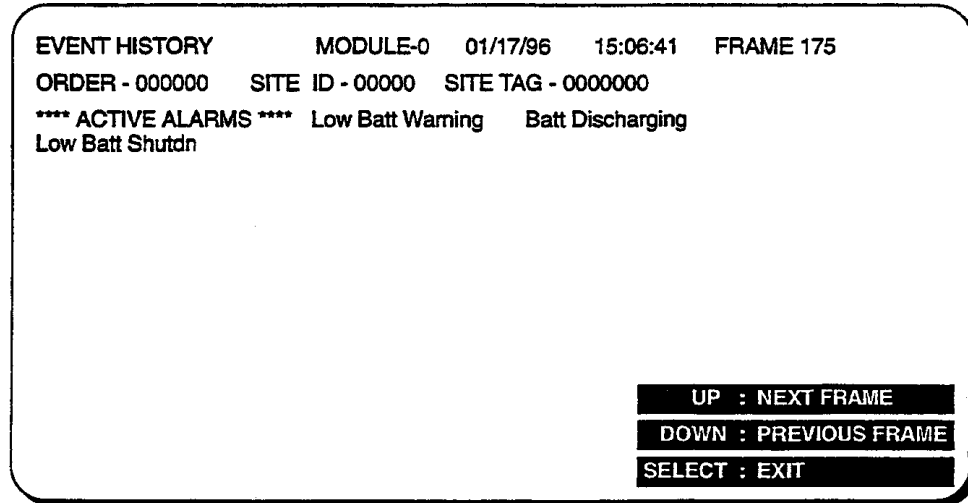 EVENT HISTORY MODULE-0 01/17/96 15:06:41 FRAME 175
ORDER - 000000 SITE ID - 00000 SITE TAG - 0000000
**** ACTIVE ALARMS **** Low Batt Warning Batt Discharging
Low Batt Shutdn
UP : NEXT FRAME
DOWN : PREVIOUS FRAME
SELECT : EXIT